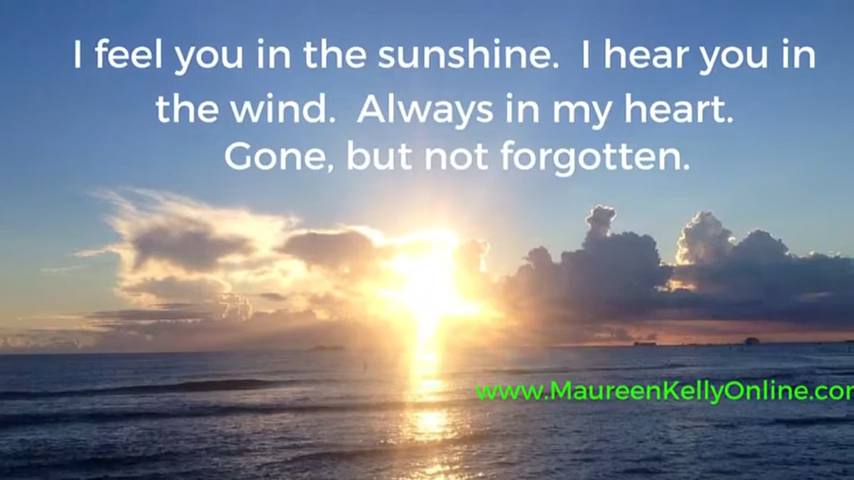 I feel you in the sunshine.  I hear you in
the wind.  Always in my heart.
Gone, but not forgotten.
www.MaureenKellyOnline.cor